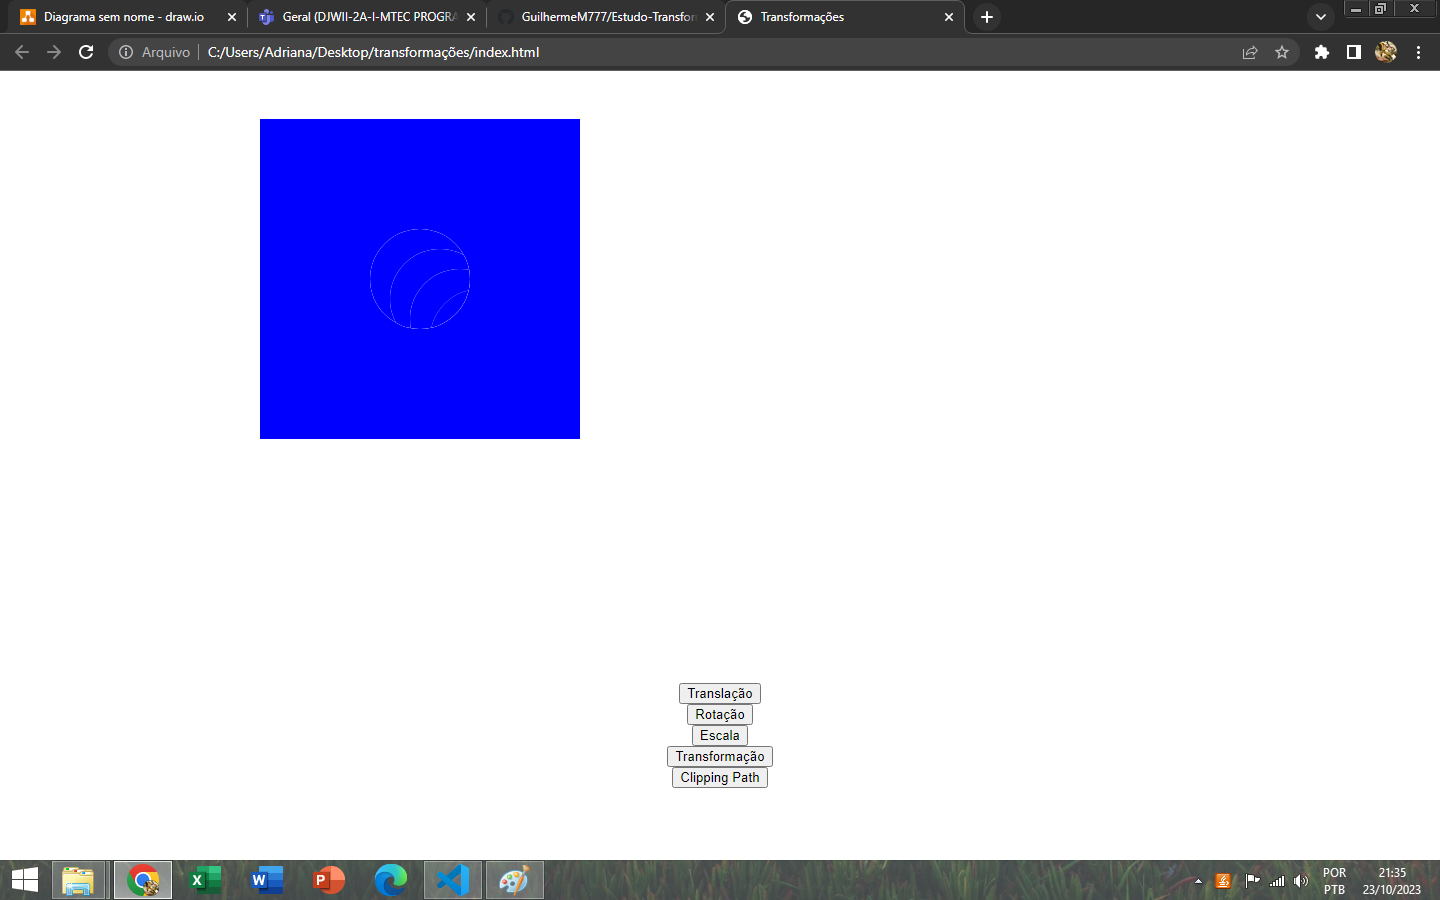 Diagrama sem nome - draw.io
Geral (DJWII-2A-I-MTEC PROGRA
GuilhermeM777/Estudo-Transfor
Transformações
Arquivo
C:/Users/Adriana/Desktop/transformações/index.html
Translação
Rotação
Escala
Transformação
Clipping Path
POR
PTB
21:35
23/10/2023